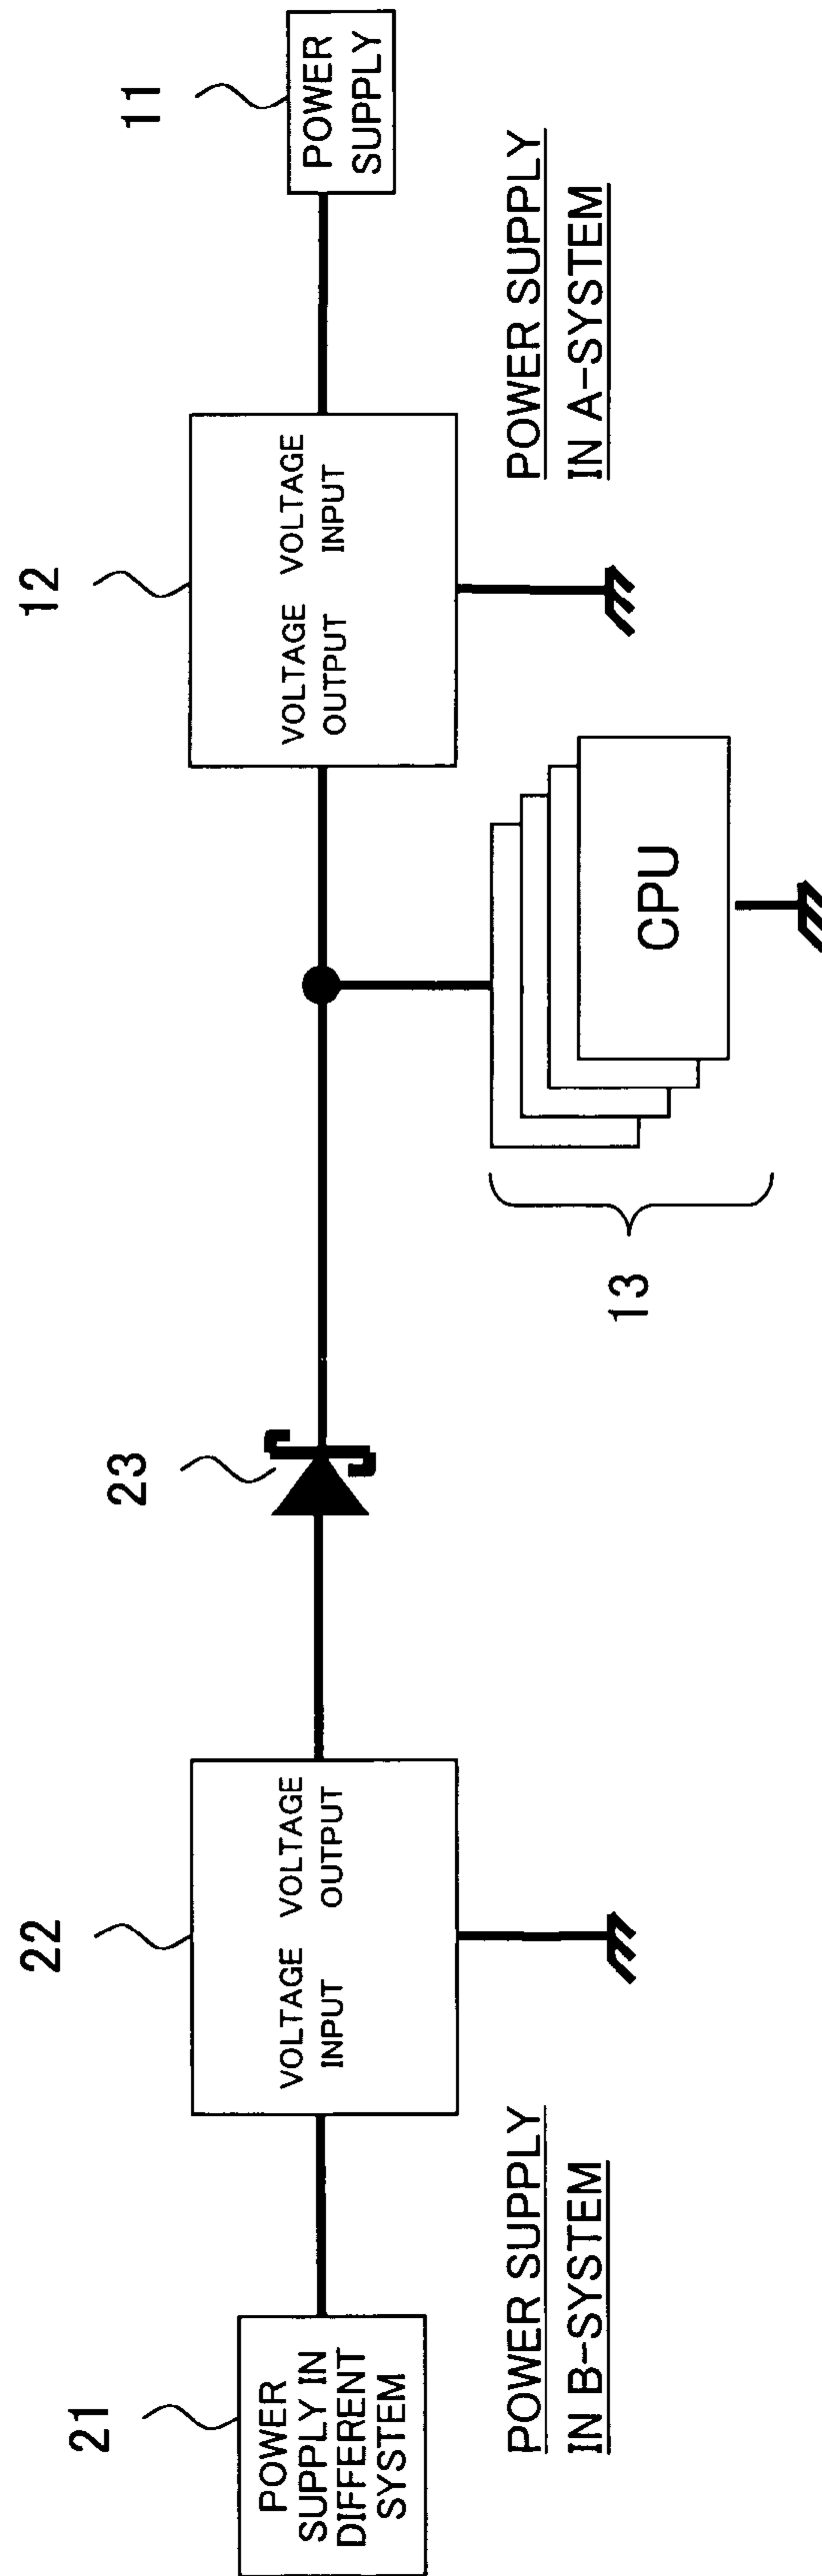 21
POWER
SUPPLY IN
DIFFERENT
SYSTEM
22
VOLTAGE
INPUT
VOLTAGE
OUTPUT
POWER SUPPLY
IN B-SYSTEM
23
13
CPU
12
VOLTAGE
OUTPUT
VOLTAGE
INPUT
11
POWER
SUPPLY
POWER SUPPLY
IN A-SYSTEM